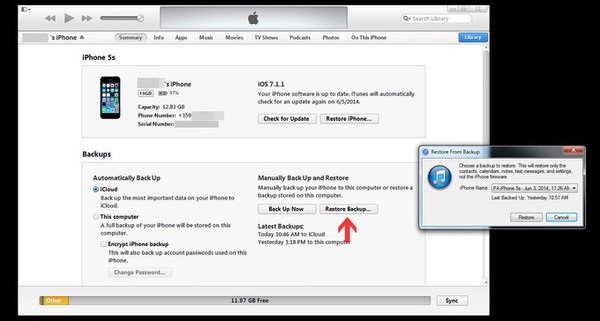 Search Library
's iPhone
Summary Info Apps Music Movies TV Shows Podcasts Photos On This iPhone
Library
iPhone 5s
's iPhone
16GB 97%
Capacity: 12.83 GB
Phone Number: +359
Serial Number:
iOS 7.1.1
Your iPhone software is up to date. iTunes will automatically
check for an update again on 6/5/2014.
Check for Update Restore iPhone...
Backups
Automatically Back Up
iCloud
Back up the most important data on your iPhone to
iCloud.
This computer
A full backup of your iPhone will be stored on this
computer.
Encrypt iPhone backup
This will also back up account passwords used on this
iPhone.
Change Password...
Manually Back Up and Restore
Manually back up your iPhone to this computer or restore a
backup stored on this computer.
Back Up Now Restore Backup...
Latest Backups:
Today 10:46 AM to iCloud
Yesterday 3:18 PM to this computer
Other
11.97 GB Free
Sync
Restore From Backup
Choose a backup to restore. This will restore only the
contacts, calendars, notes, text messages, and settings,
not the iPhone firmware.
iPhone Name: PA-iPhone 5s - Jun 3, 2014, 11:26 AM
Last Backed Up: Yesterday 10:51 AM
Restore Cancel